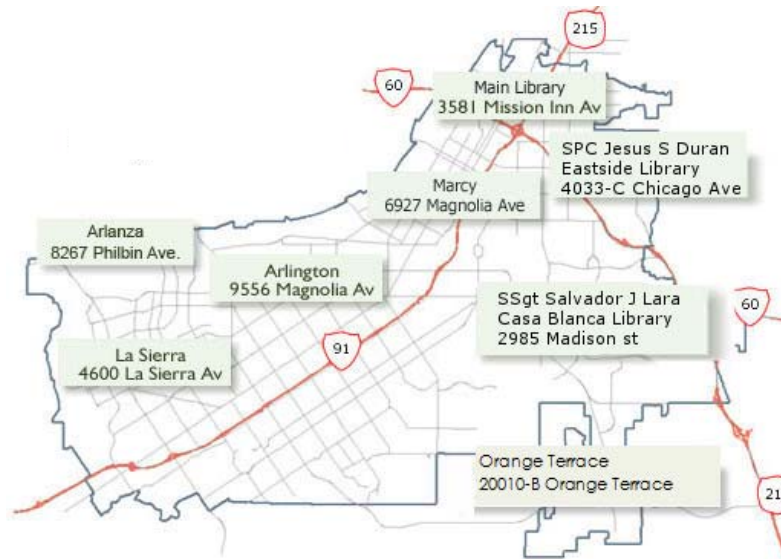 215
60
Main Library
3581 Mission Inn Av
SPC Jesus S Duran
Eastside Library
4033-C Chicago Ave
Marcy
6927 Magnolia Ave
Arlanza
8267 Philbin Ave.
Arlington
9556 Magnolia Av
SSgt Salvador J Lara
Casa Blanca Library
2985 Madison st
60
91
La Sierra
4600 La Sierra Av
Orange Terrace
20010-B Orange Terrace
21